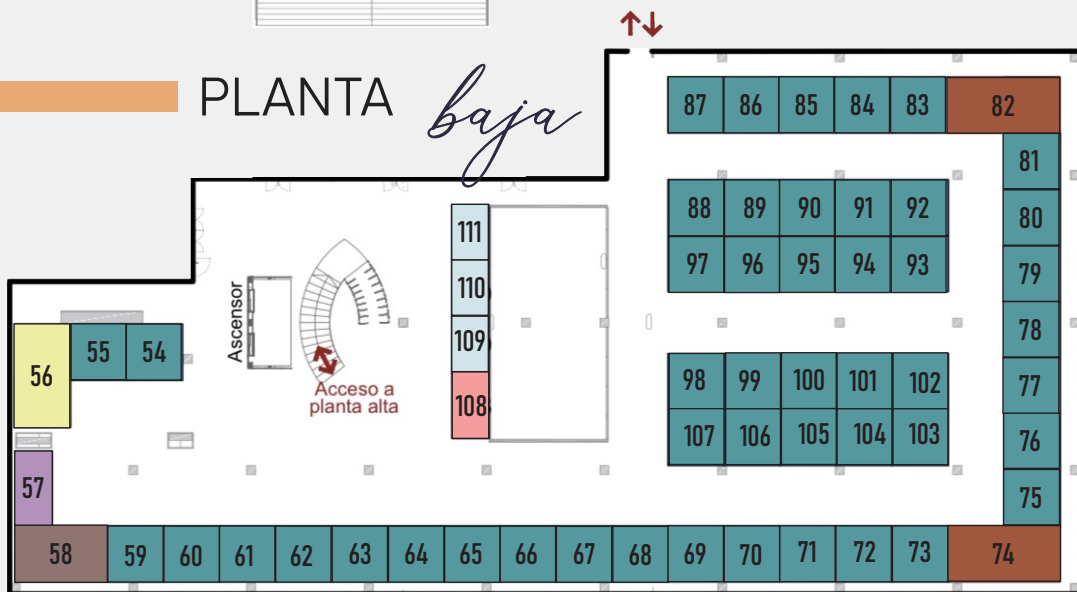 PLANTA baja
87 86 85 84 83 82
81
111 88 89 90 91 92 80
110 97 96 95 94 93 79
Ascensor
109 78
56 55 54
Acceso a
planta alta
108 98 99 100 101 102 77
107 106 105 104 103 76
57 75
58 59 60 61 62 63 64 65 66 67 68 69 70 71 72 73 74